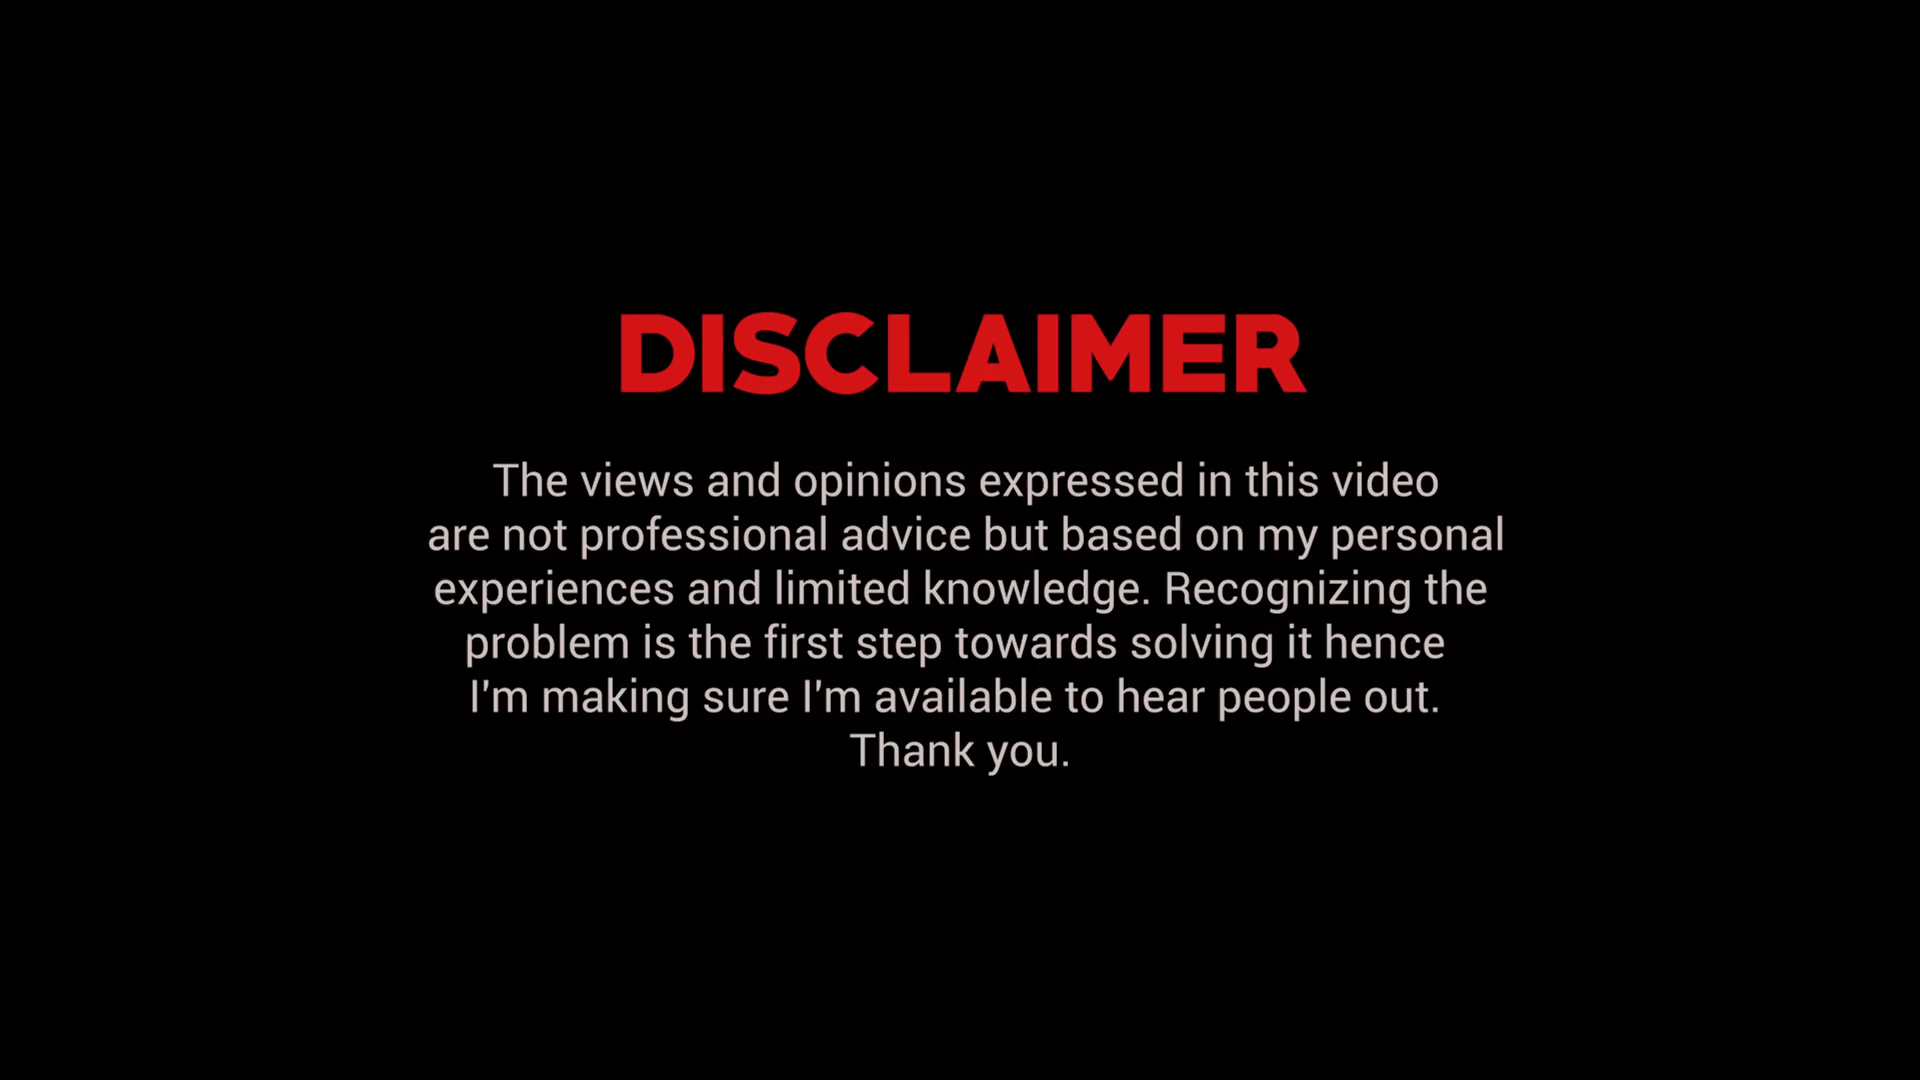 DISCLAIMER
The views and opinions expressed in this video
are not professional advice but based on my personal
experiences and limited knowledge. Recognizing the
problem is the first step towards solving it hence
I'm making sure I'm available to hear people out.
Thank you.